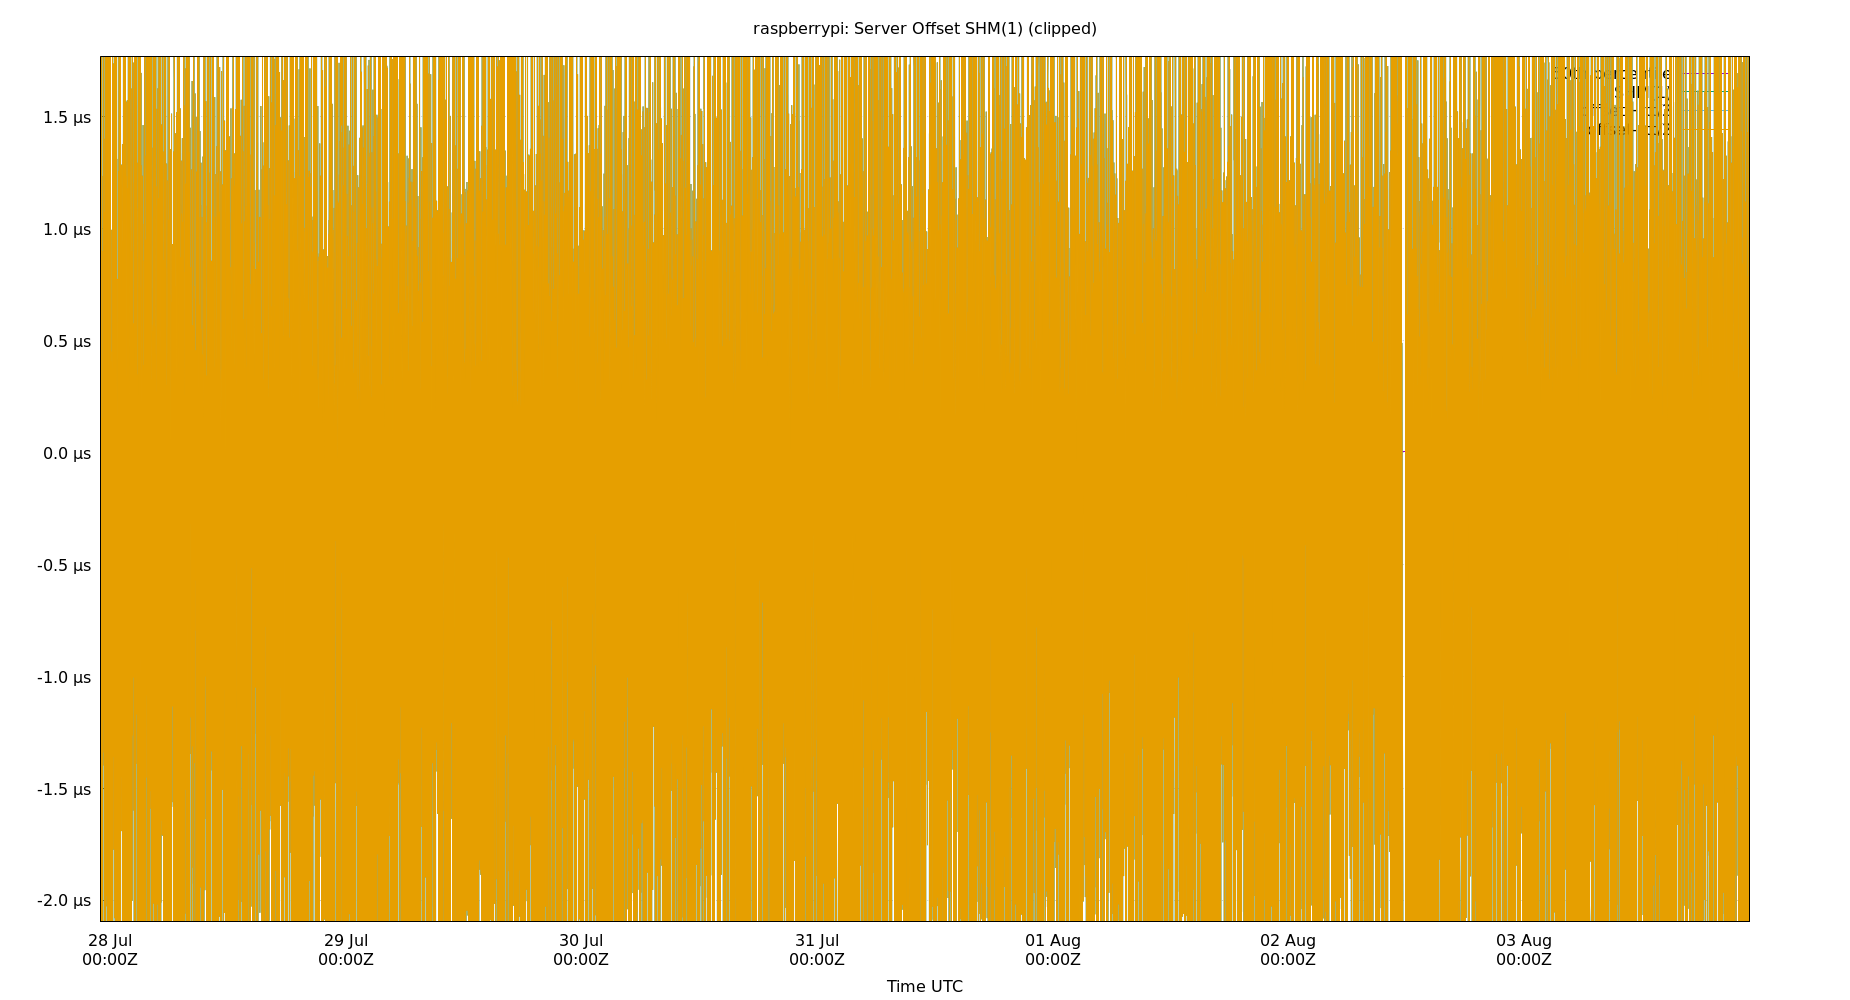 raspberrypi: Server Offset SHM(1) (clipped)
1.5 µs
1.0 µs
0.5 µs
0.0 µs
-0.5 µs
-1.0 µs
-1.5 µs
-2.0 µs
28 Jul 29 Jul 30 Jul 31 Jul 01 Aug 02 Aug 03 Aug
00:00Z 00:00Z 00:00Z 00:00Z 00:00Z 00:00Z 00:00Z
Time UTC